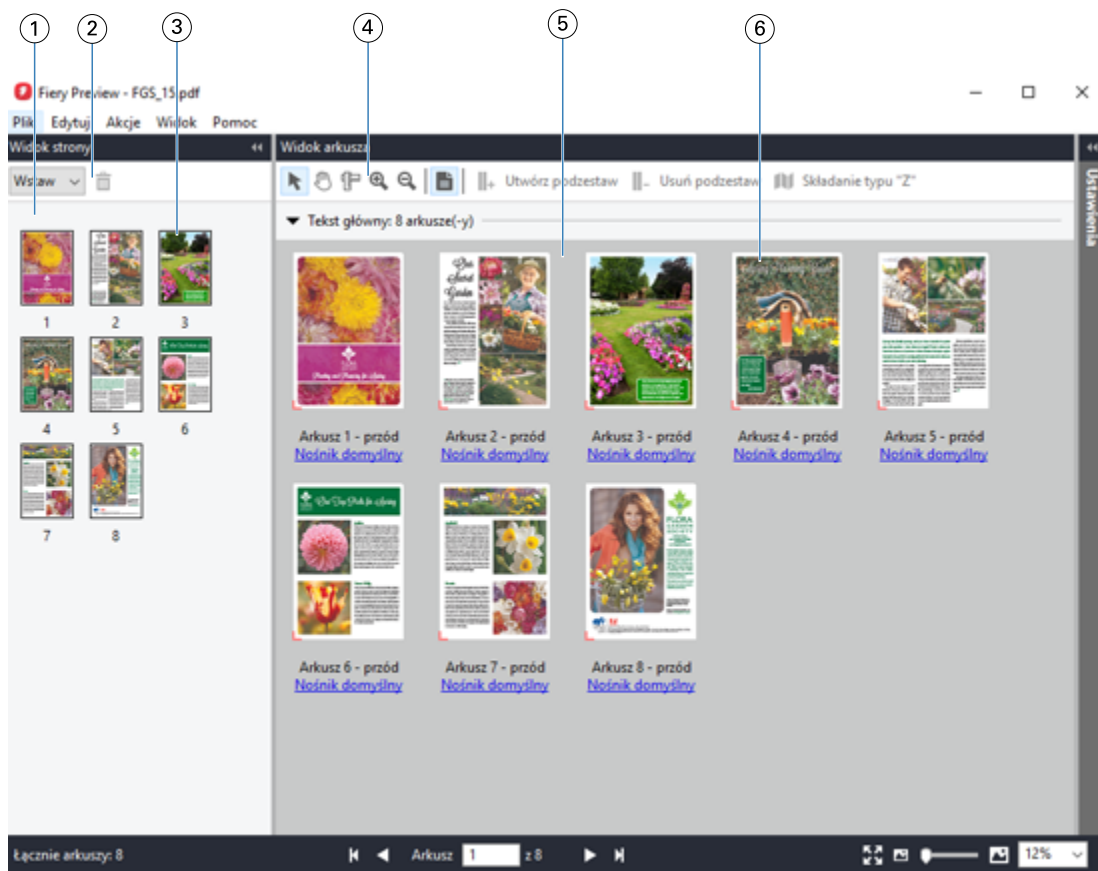 1 2 3 4 5 6
Fiery Preview - FGS_15.pdf
Plik Edytuj Akcje Widok Pomoc
Widok strony
Widok arkusza
Wstaw
Utwórz podzestaw
Usuń podzestaw
Składanie typu "Z"
Ustawienia
Tekst główny: 8 arkusze(-y)
1 2 3
4 5 6
7 8
Arkusz 1 - przód Arkusz 2 - przód Arkusz 3 - przód Arkusz 4 - przód Arkusz 5 - przód
Nośnik domyślny Nośnik domyślny Nośnik domyślny Nośnik domyślny Nośnik domyślny
FLORA
Arkusz 6 - przód Arkusz 7 - przód Arkusz 8 - przód
Nośnik domyślny Nośnik domyślny Nośnik domyślny
Łącznie arkuszy: 8
Arkusz 1 z 8
12%